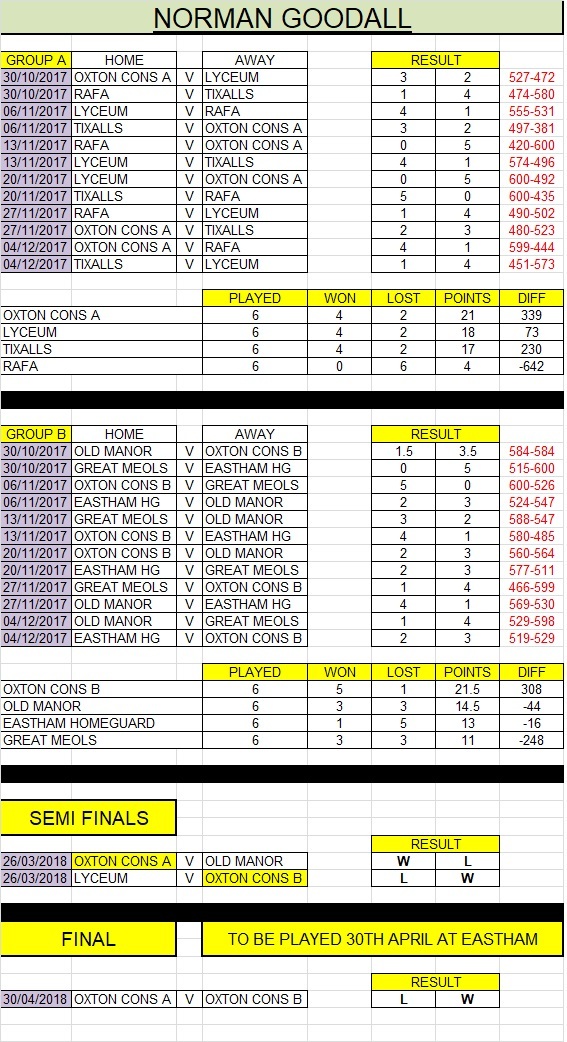 NORMAN GOODALL
GROUP A HOME AWAY RESULT
30/10/2017 OXTON CONS A V LYCEUM 3 2 527-472
30/10/2017 RAFA V TIXALLS 1 4 474-580
06/11/2017 LYCEUM V RAFA 4 1 555-531
06/11/2017 TIXALLS V OXTON CONS A 3 2 497-381
13/11/2017 RAFA V OXTON CONS A 0 5 420-600
13/11/2017 LYCEUM V TIXALLS 4 1 574-496
20/11/2017 LYCEUM V OXTON CONS A 0 5 600-492
20/11/2017 TIXALLS V RAFA 5 0 600-435
27/11/2017 RAFA V LYCEUM 1 4 490-502
27/11/2017 OXTON CONS A V TIXALLS 2 3 480-523
04/12/2017 OXTON CONS A V RAFA 4 1 599-444
04/12/2017 TIXALLS V LYCEUM 1 4 451-573
PLAYED WON LOST POINTS DIFF
OXTON CONS A 6 4 2 21 339
LYCEUM 6 4 2 18 73
TIXALLS 6 4 2 17 230
RAFA 6 0 6 4 -642
GROUP B HOME AWAY RESULT
30/10/2017 OLD MANOR V OXTON CONS B 1.5 3.5 584-584
30/10/2017 GREAT MEOLS V EASTHAM HG 0 5 515-600
06/11/2017 OXTON CONS B V GREAT MEOLS 5 0 600-526
06/11/2017 EASTHAM HG V OLD MANOR 2 3 524-547
13/11/2017 GREAT MEOLS V OLD MANOR 3 2 588-547
13/11/2017 OXTON CONS B V EASTHAM HG 4 1 580-485
20/11/2017 OXTON CONS B V OLD MANOR 2 3 560-564
20/11/2017 EASTHAM HG V GREAT MEOLS 2 3 577-511
27/11/2017 GREAT MEOLS V OXTON CONS B 1 4 466-599
27/11/2017 OLD MANOR V EASTHAM HG 4 1 569-530
04/12/2017 OLD MANOR V GREAT MEOLS 1 4 529-598
04/12/2017 EASTHAM HG V OXTON CONS B 2 3 519-529
PLAYED WON LOST POINTS DIFF
OXTON CONS B 6 5 1 21.5 308
OLD MANOR 6 3 3 14.5 -44
EASTHAM HOMEGUARD 6 1 5 13 -16
GREAT MEOLS 6 3 3 11 -248
SEMI FINALS
RESULT
26/03/2018 OXTON CONS A V OLD MANOR W L
26/03/2018 LYCEUM V OXTON CONS B L W
FINAL TO BE PLAYED 30TH APRIL AT EASTHAM
RESULT
30/04/2018 OXTON CONS A V OXTON CONS B L W